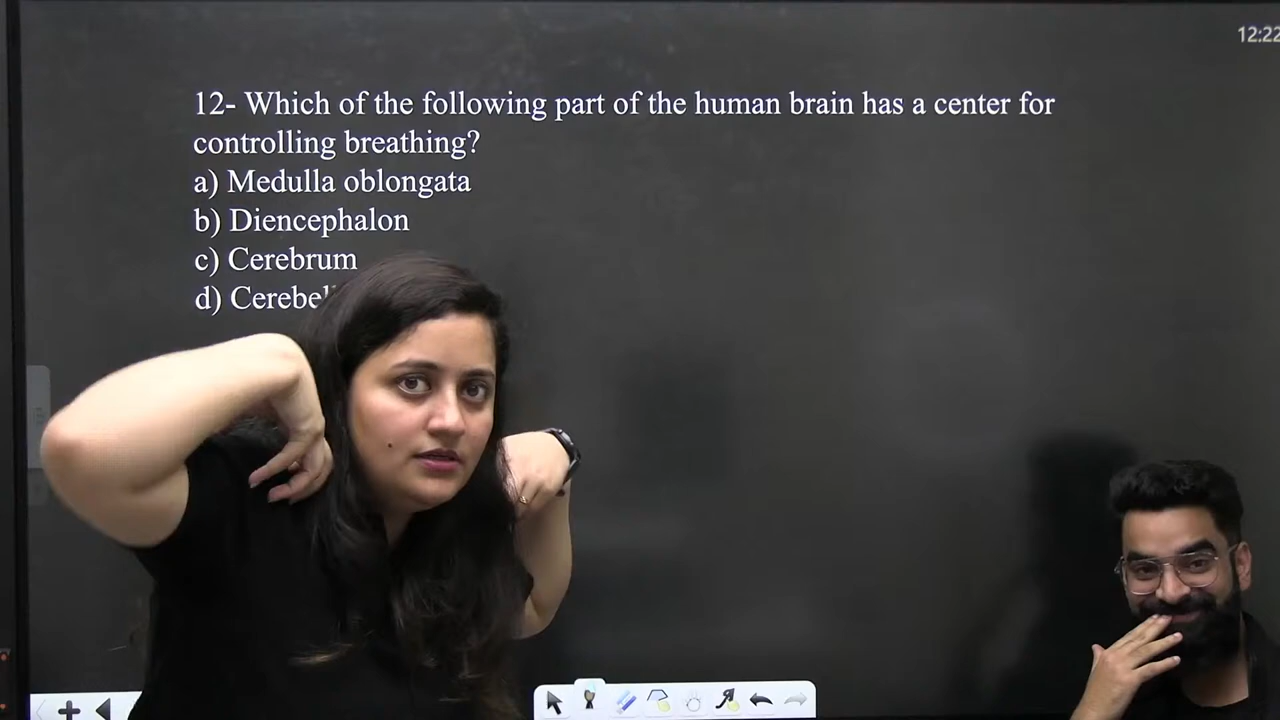 12:22
12- Which of the following part of the human brain has a center for
controlling breathing?
a) Medulla oblongata
b) Diencephalon
c) Cerebrum
d)